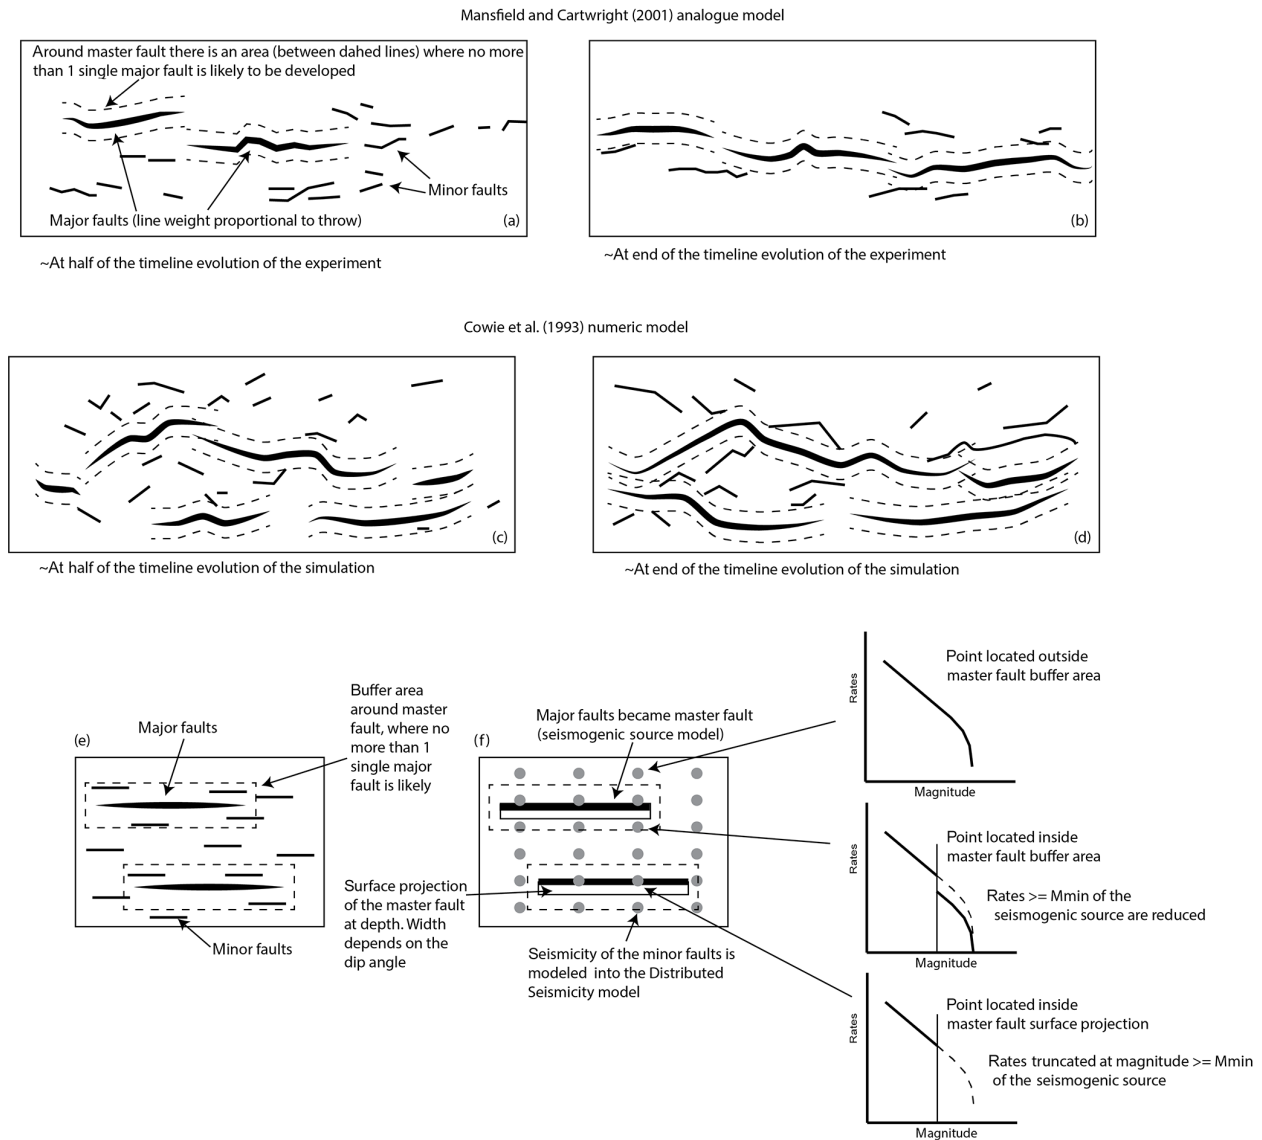 Mansfield and Cartwright (2001) analogue model
Around master fault there is an area (between dahed lines) where no more
than 1 single major fault is likely to be developed
Minor faults
Major faults (line weight proportional to throw)
(a)
(b)
~At half of the timeline evolution of the experiment
~At end of the timeline evolution of the experiment
Cowie et al. (1993) numeric model
(c)
(d)
~At half of the timeline evolution of the simulation
~At end of the timeline evolution of the simulation
(e)
Major faults
Buffer area
around master
fault, where no
more than 1
single major
fault is likely
Minor faults
(f)
Major faults became master fault
(seismogenic source model)
Surface projection
of the master fault
at depth. Width
depends on the
dip angle
Seismicity of the minor faults is
modeled into the Distributed
Seismicity model
Rates
Point located outside
master fault buffer area
Magnitude
Rates
Point located inside
master fault buffer area
Rates >= Mmin of the
seismogenic source are reduced
Magnitude
Rates
Point located inside
master fault surface projection
Rates truncated at magnitude >= Mmin
of the seismogenic source
Magnitude